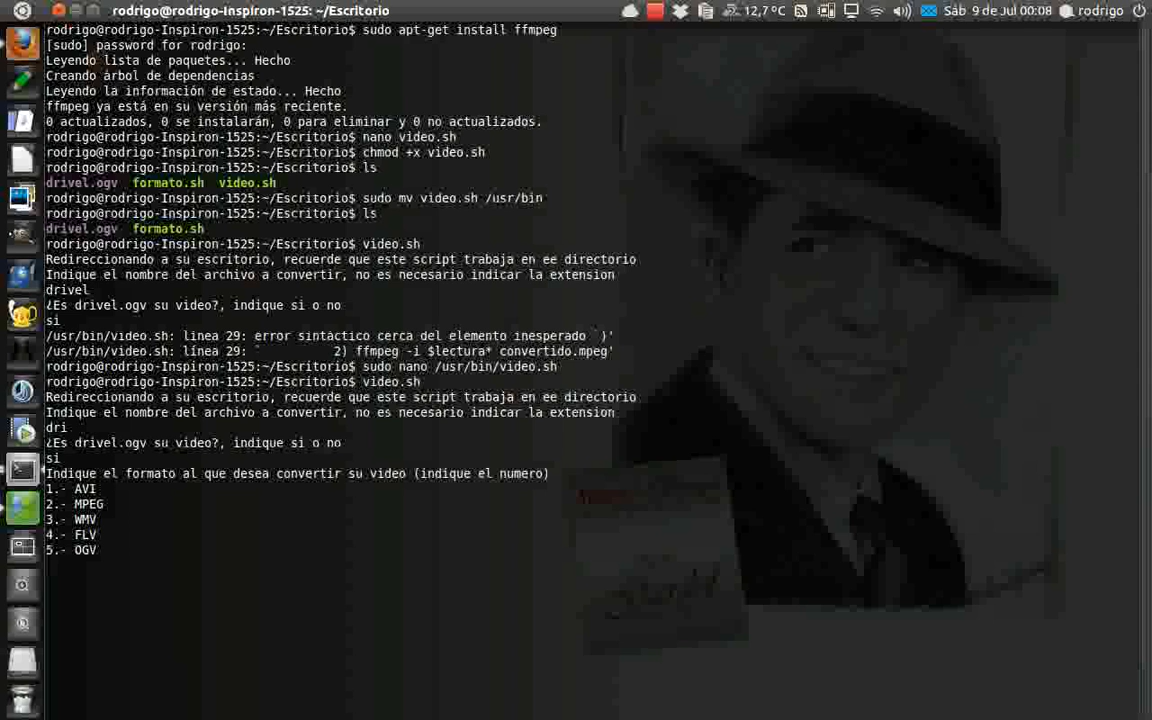 rodrigo@rodrigo-Inspiron-1525: ~/Escritorio
12,7 °C
Sáb 9 de Jul 00:08
rodrigo
rodrigo@rodrigo-Inspiron-1525:~/Escritorio$ sudo apt-get install ffmpeg
[sudo] password for rodrigo:
Leyendo lista de paquetes... Hecho
Creando árbol de dependencias
Leyendo la información de estado... Hecho
ffmpeg ya está en su versión más reciente.
0 actualizados, 0 se instalarán, 0 para eliminar y 0 no actualizados.
rodrigo@rodrigo-Inspiron-1525:~/Escritorio$ nano video.sh
rodrigo@rodrigo-Inspiron-1525:~/Escritorio$ chmod +x video.sh
rodrigo@rodrigo-Inspiron-1525:~/Escritorio$ ls
drivel.ogv  formato.sh  video.sh
rodrigo@rodrigo-Inspiron-1525:~/Escritorio$ sudo mv video.sh /usr/bin
rodrigo@rodrigo-Inspiron-1525:~/Escritorio$ ls
drivel.ogv  formato.sh
rodrigo@rodrigo-Inspiron-1525:~/Escritorio$ video.sh
Redireccionando a su escritorio, recuerde que este script trabaja en ee directorio
Indique el nombre del archivo a convertir, no es necesario indicar la extension
drivel
¿Es drivel.ogv su video?, indique si o no
si
/usr/bin/video.sh: línea 29: error sintáctico cerca del elemento inesperado `)'
/usr/bin/video.sh: línea 29: `          2) ffmpeg -i $lectura* convertido.mpeg'
rodrigo@rodrigo-Inspiron-1525:~/Escritorio$ sudo nano /usr/bin/video.sh
rodrigo@rodrigo-Inspiron-1525:~/Escritorio$ video.sh
Redireccionando a su escritorio, recuerde que este script trabaja en ee directorio
Indique el nombre del archivo a convertir, no es necesario indicar la extension
dri
¿Es drivel.ogv su video?, indique si o no
si
Indique el formato al que desea convertir su video (indique el numero)
1.- AVI
2.- MPEG
3.- WMV
4.- FLV
5.- OGV